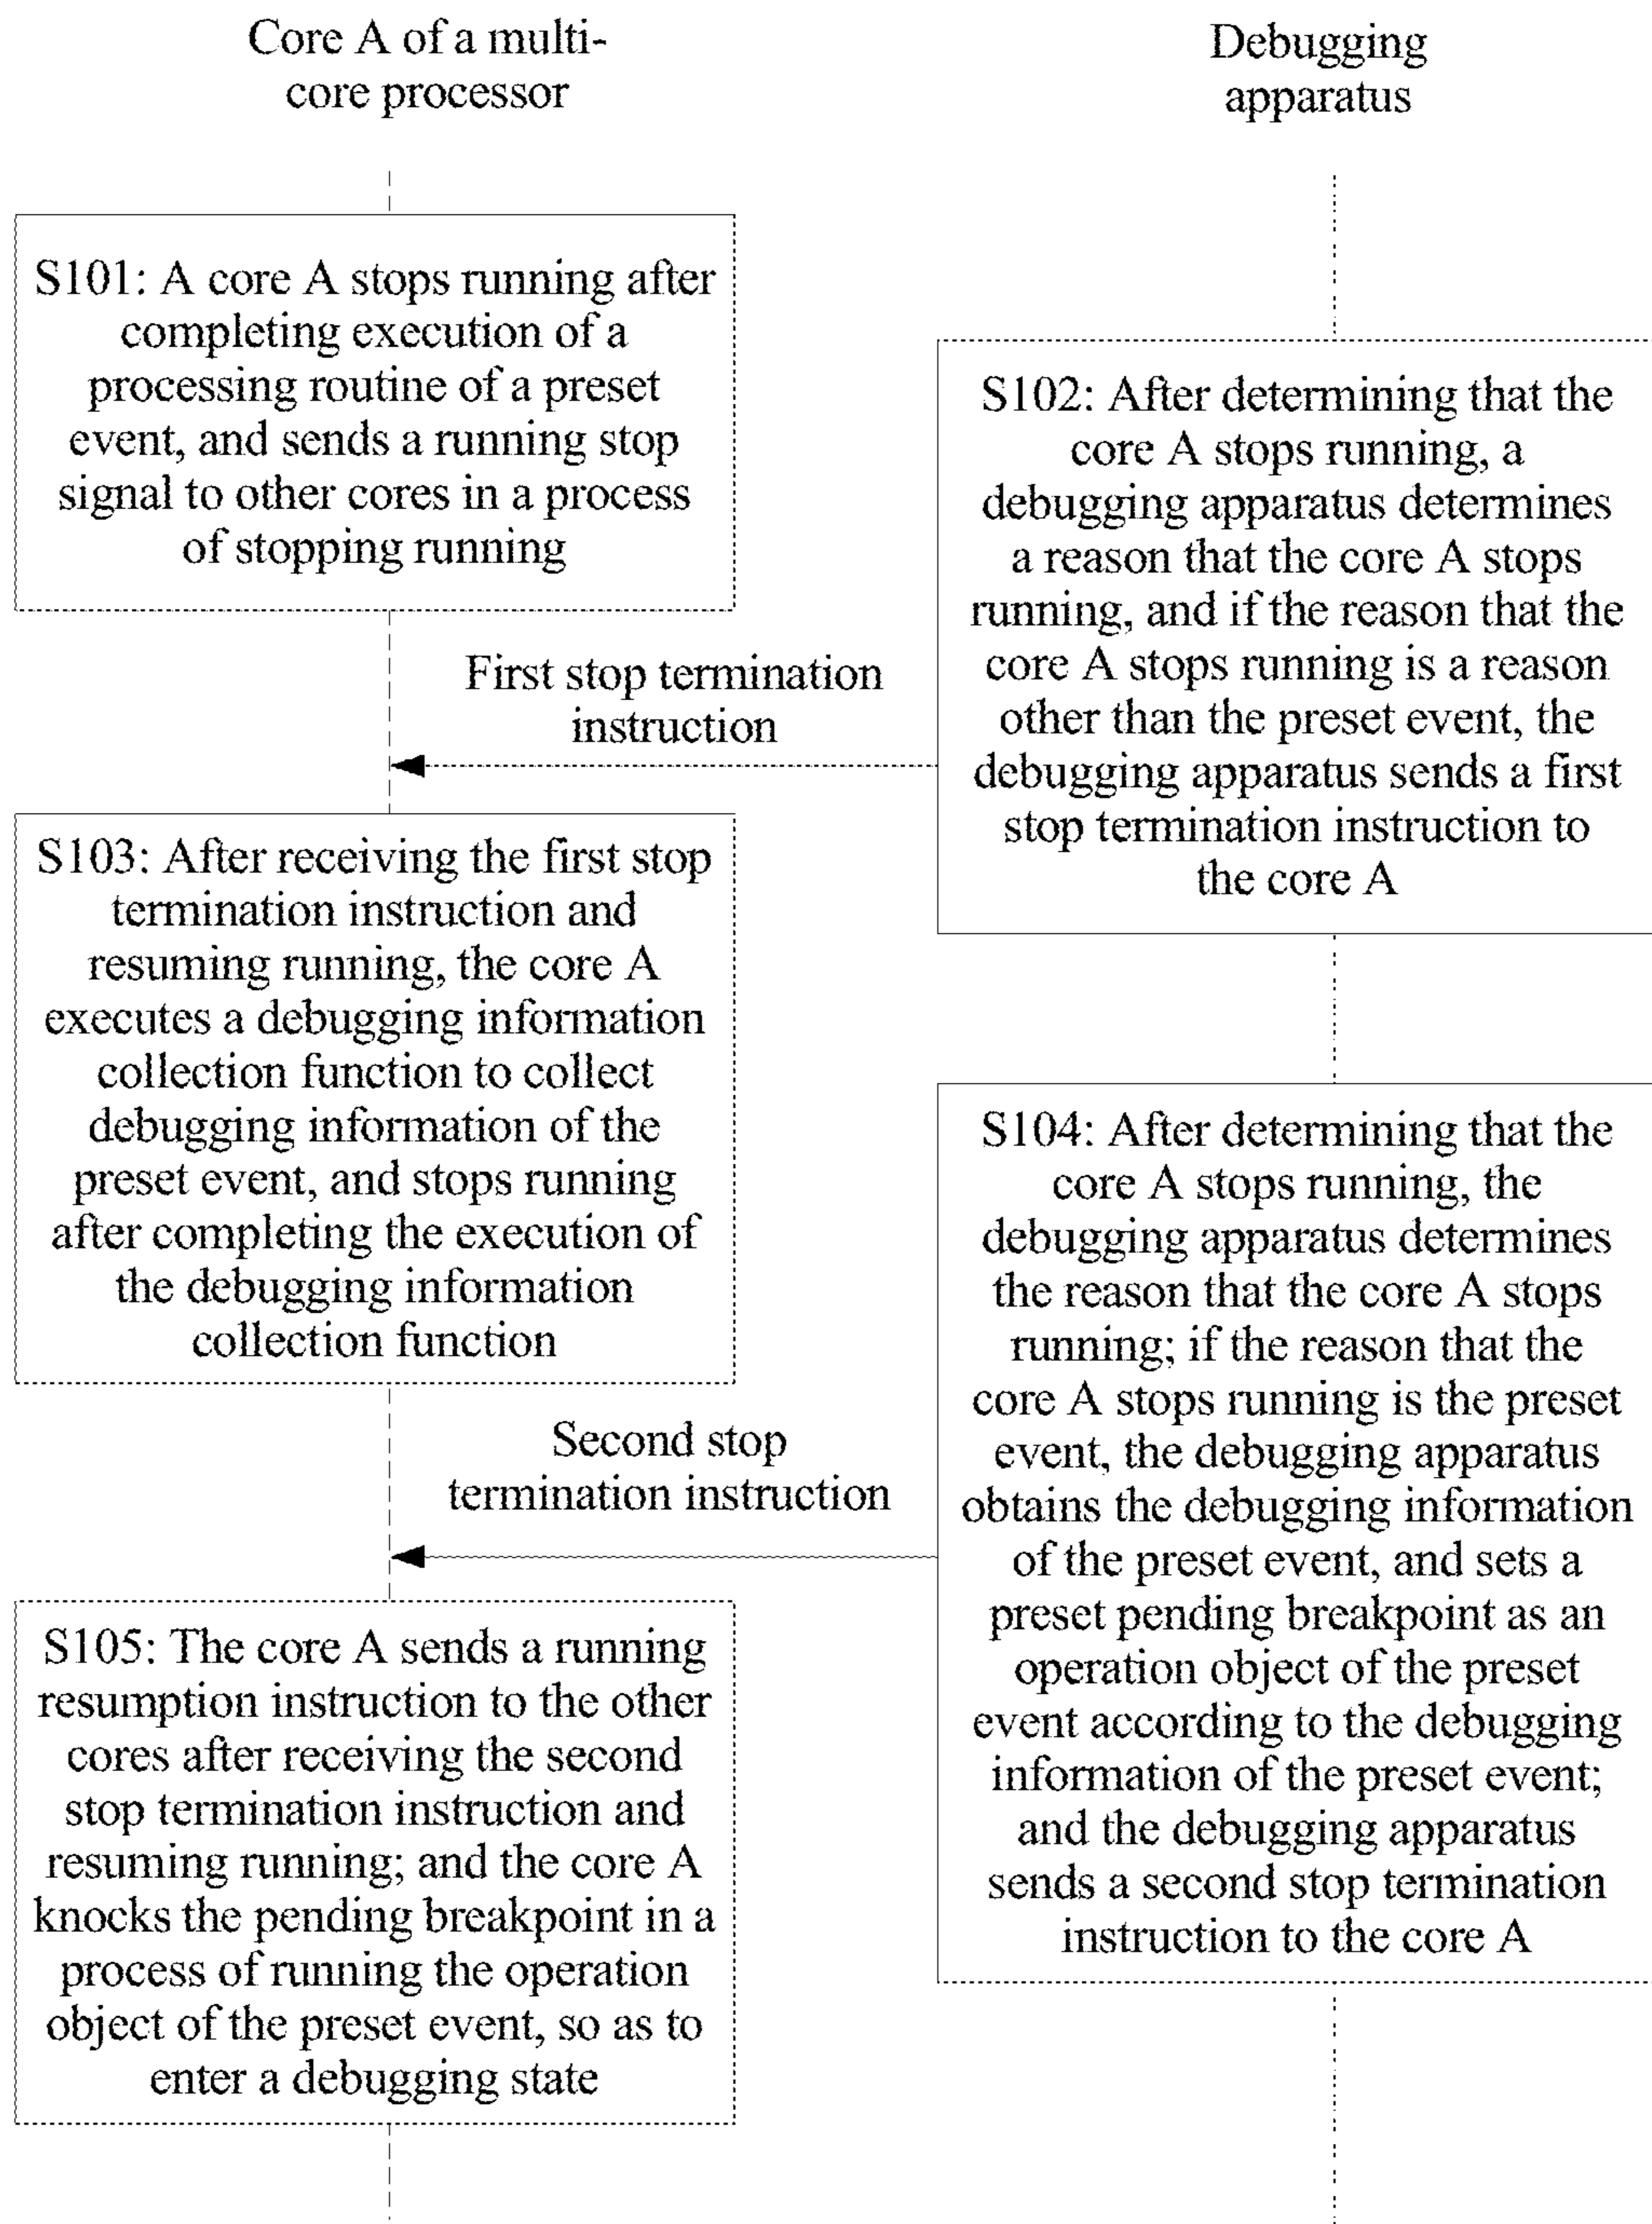 Core A of a multi-
core processor
Debugging
apparatus
S101: A core A stops running after
completing execution of a
processing routine of a preset
event, and sends a running stop
signal to other cores in a process
of stopping running
S102: After determining that the
core A stops running, a
debugging apparatus determines
a reason that the core A stops
running, and if the reason that the
core A stops running is a reason
other than the preset event, the
debugging apparatus sends a first
stop termination instruction to
the core A
First stop termination
instruction
S103: After receiving the first stop
termination instruction and
resuming running, the core A
executes a debugging information
collection function to collect
debugging information of the
preset event, and stops running
after completing the execution of
the debugging information
collection function
S104: After determining that the
core A stops running, the
debugging apparatus determines
the reason that the core A stops
running; if the reason that the
core A stops running is the preset
event, the debugging apparatus
obtains the debugging information
of the preset event, and sets a
preset pending breakpoint as an
operation object of the preset
event according to the debugging
information of the preset event;
and the debugging apparatus
sends a second stop termination
instruction to the core A
Second stop
termination instruction
S105: The core A sends a running
resumption instruction to the other
cores after receiving the second
stop termination instruction and
resuming running; and the core A
knocks the pending breakpoint in a
process of running the operation
object of the preset event, so as to
enter a debugging state